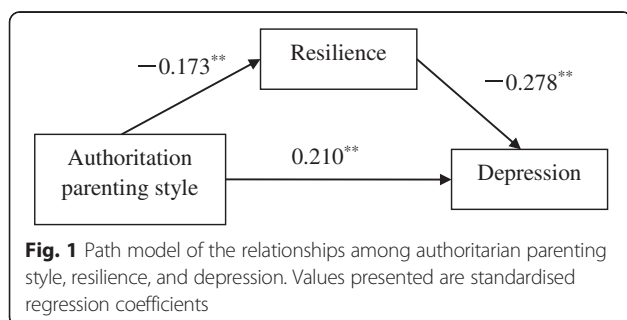 Resilience
−0.173**
−0.278**
Authoritation
parenting style
0.210**
Depression
Fig. 1 Path model of the relationships among authoritarian parenting
style, resilience, and depression. Values presented are standardised
regression coefficients